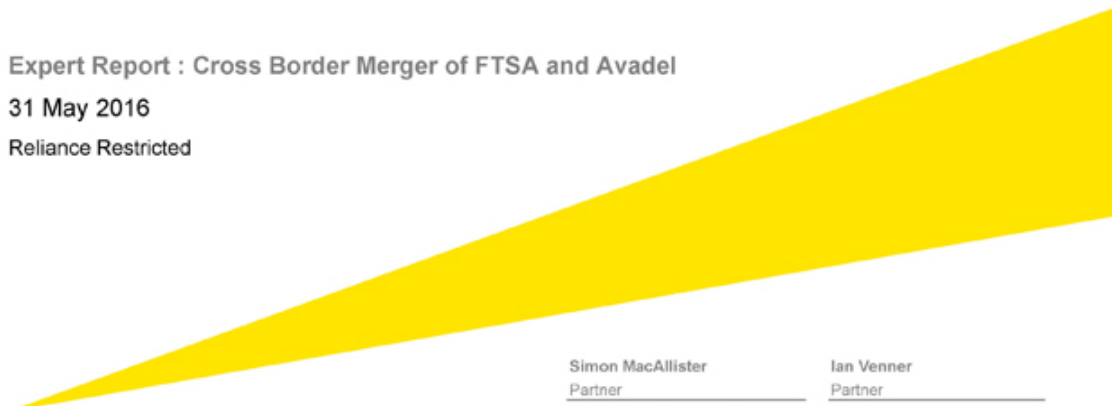 Expert Report : Cross Border Merger of FTSA and Avadel
31 May 2016
Reliance Restricted
Simon MacAllister
Partner
Ian Venner
Partner